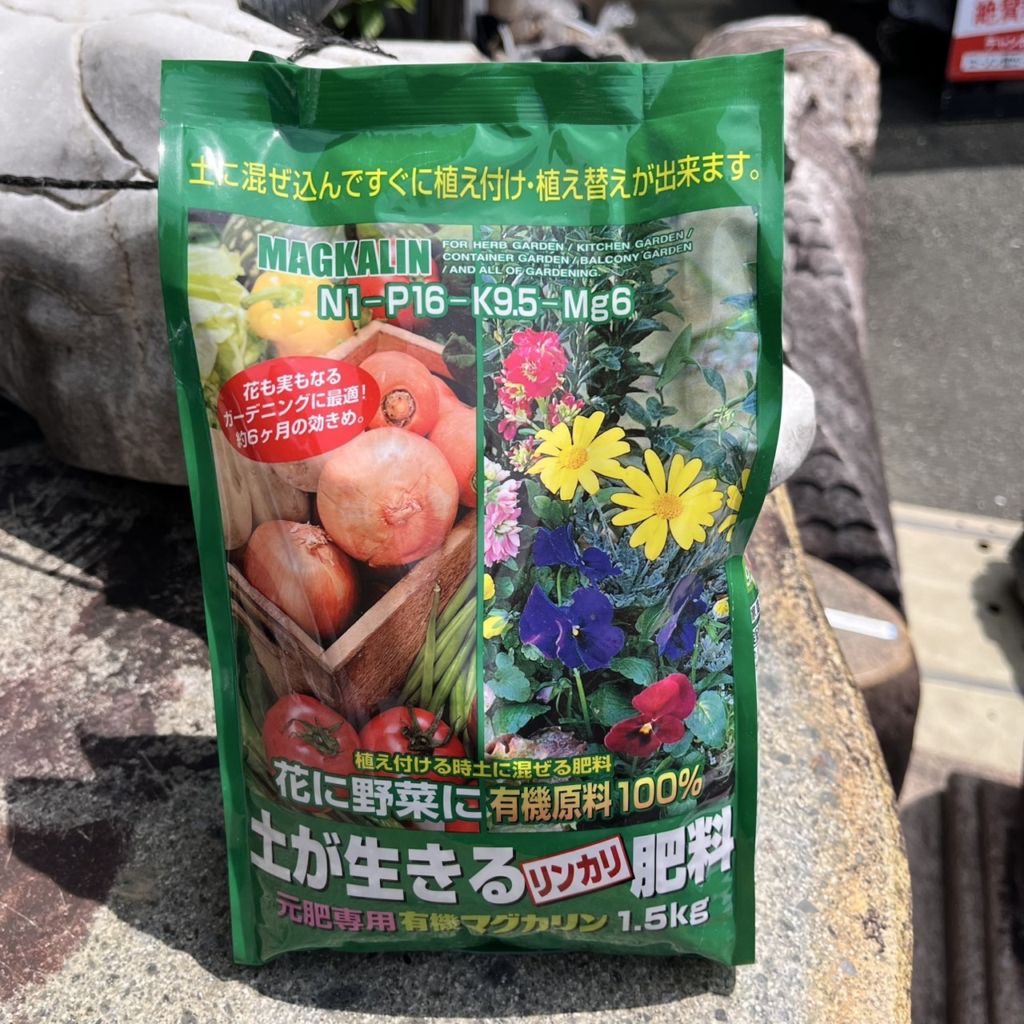 土に混ぜ込んですぐに植え付け・植え替えが出来ます。
MAGKALIN
FOR HERB GARDEN / KITCHEN GARDEN /
CONTAINER GARDEN / BALCONY GARDEN
/ AND ALL OF GARDENING.
N1-P16-K9.5-Mg6
花も実もなる
ガーデニングに最適!
約6ヶ月の効きめ。
植え付ける時土に混ぜる肥料
花に野菜に 有機原料100%
土が生きる リンカリ 肥料
元肥専用 有機マグカリン 1.5kg